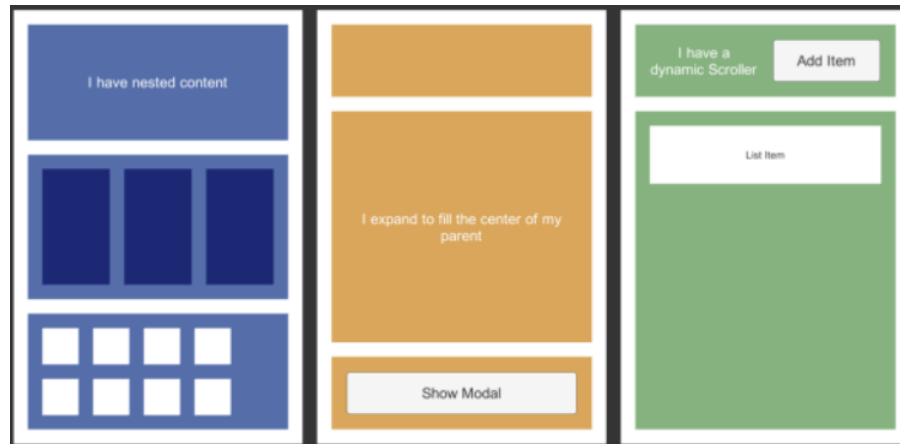 I have nested content
I expand to fill the center of my
parent
Show Modal
I have a
dynamic Scroller
Add Item
List Item